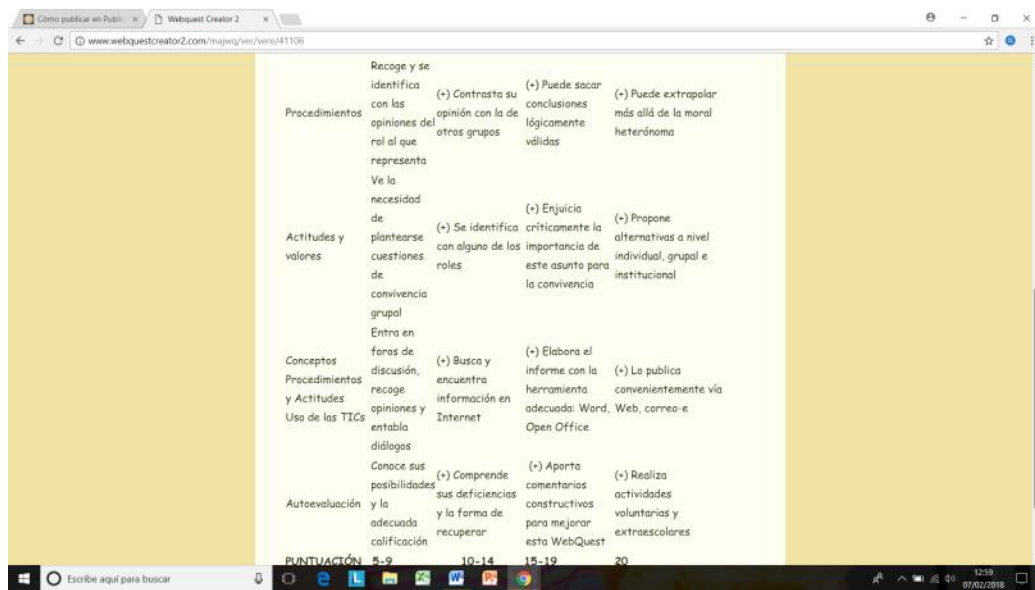 Cómo publicar en Publi
Webquest Creator 2
www.webquestcreator2.com/majwq/ver/vere/41106
Procedimientos
Recoge y se
identifica
con las
opiniones del
rol al que
representa
(+) Contrasta su
opinión con la de
otros grupos
(+) Puede sacar
conclusiones
lógicamente
válidas
(+) Puede extrapolar
más allá de la moral
heterónoma
Actitudes y
valores
Ve la
necesidad
de
plantearse
cuestiones
de
convivencia
grupal
(+) Se identifica
con alguno de los
roles
(+) Enjuicia
críticamente la
importancia de
este asunto para
la convivencia
(+) Propone
alternativas a nivel
individual, grupal e
institucional
Conceptos
Procedimientos
y Actitudes
Uso de las TICs
Entra en
foros de
discusión,
recoge
opiniones y
entabla
diálogos
(+) Busca y
encuentra
información en
Internet
(+) Elabora el
informe con la
herramienta
adecuada: Word,
Open Office
(+) Lo publica
convenientemente vía
Web, correo-e
Autoevaluación
Conoce sus
posibilidades
y la
adecuada
calificación
(+) Comprende
sus deficiencias
y la forma de
recuperar
(+) Aporta
comentarios
constructivos
para mejorar
esta WebQuest
(+) Realiza
actividades
voluntarias y
extraescolares
PUNTUACIÓN 5-9 10-14 15-19 20
Escribe aquí para buscar
12:59
07/02/2018